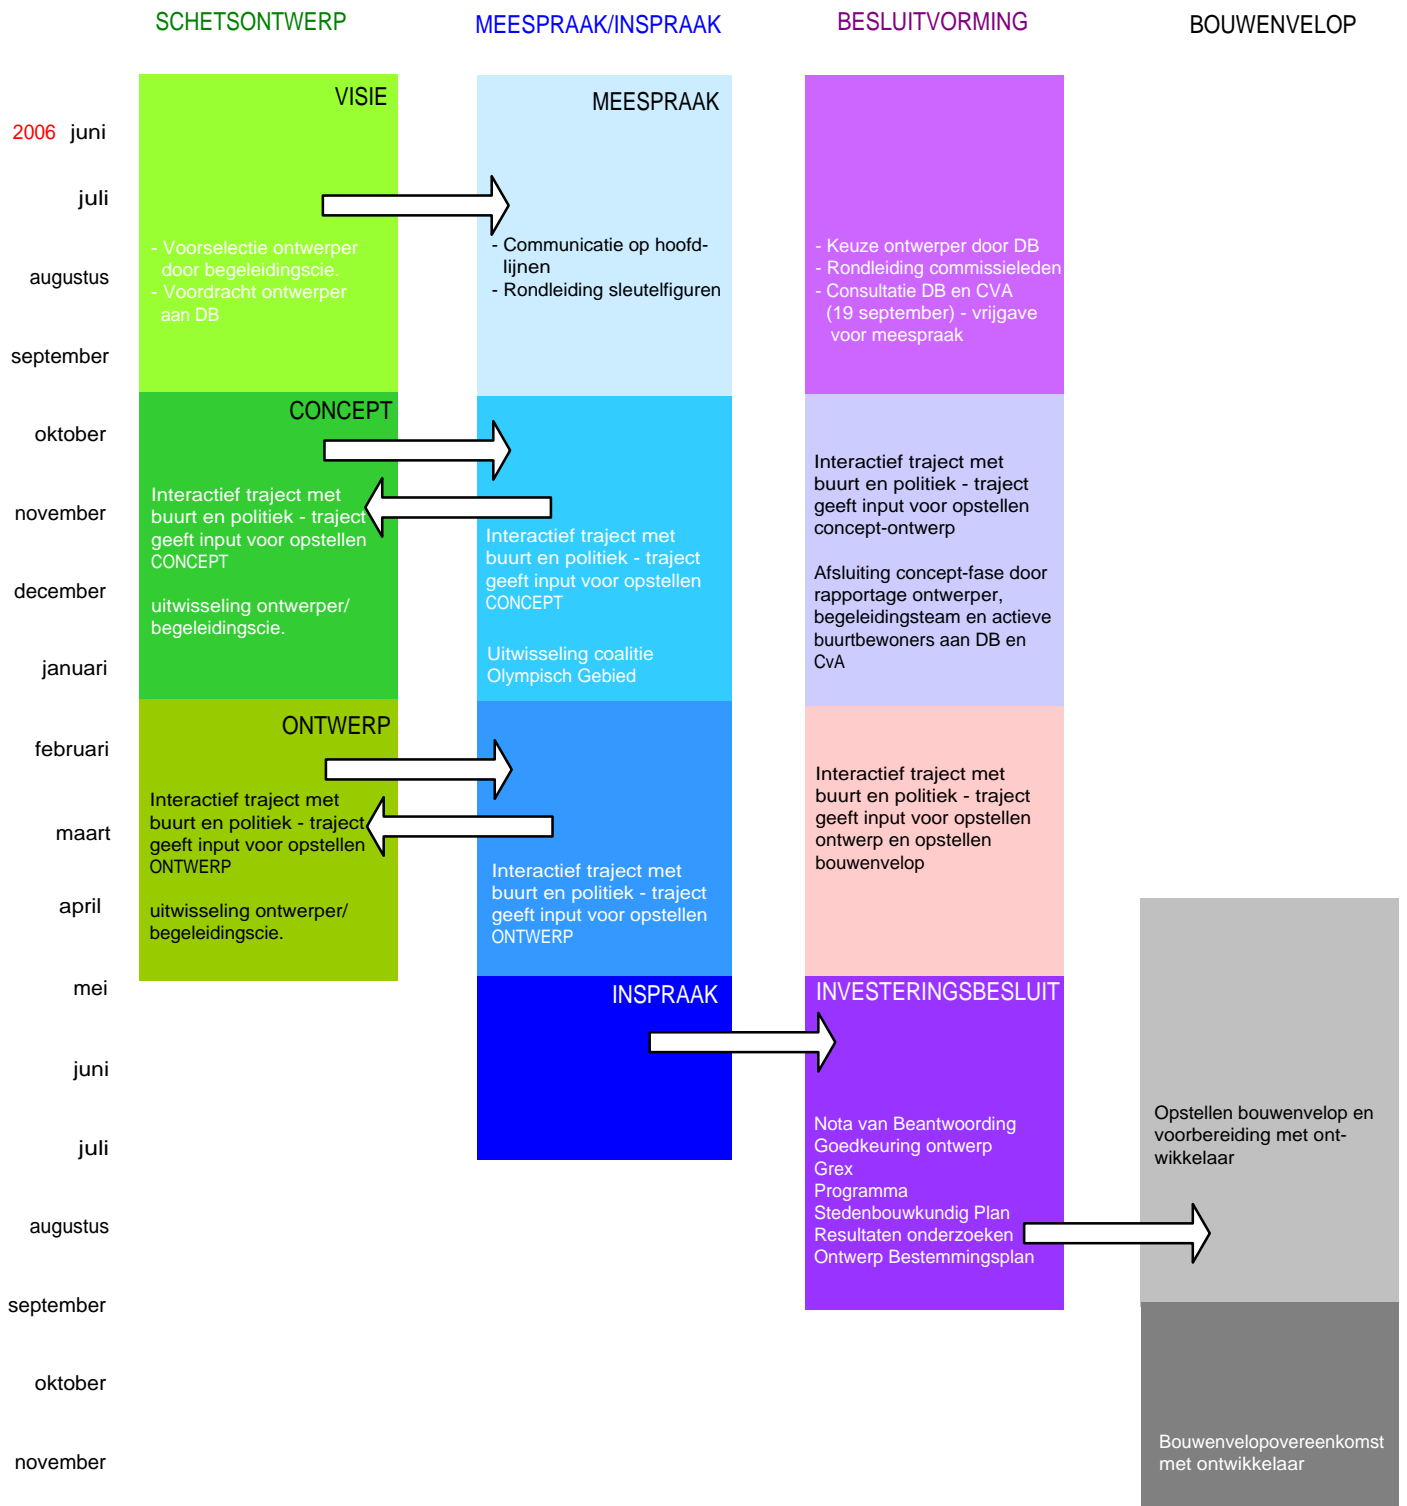 SCHETSONTWERP
MEESPRAAK/INSPRAAK
BESLUITVORMING
BOUWENVELOP
2006 juni
juli
augustus
september
oktober
november
december
januari
februari
maart
april
mei
juni
juli
augustus
september
oktober
november
VISIE
- Voorselectie ontwerper
door begeleidingscie.
- Voordracht ontwerper
aan DB
CONCEPT
Interactief traject met
buurt en politiek - traject
geeft input voor opstellen
CONCEPT
uitwisseling ontwerper/
begeleidingscie.
ONTWERP
Interactief traject met
buurt en politiek - traject
geeft input voor opstellen
ONTWERP
uitwisseling ontwerper/
begeleidingscie.
MEESPRAAK
- Communicatie op hoofd-
lijnen
- Rondleiding sleutelfiguren
Interactief traject met
buurt en politiek - traject
geeft input voor opstellen
CONCEPT
Uitwisseling coalitie
Olympisch Gebied
Interactief traject met
buurt en politiek - traject
geeft input voor opstellen
ONTWERP
INSPRAAK
- Keuze ontwerper door DB
- Rondleiding commissieleden
- Consultatie DB en CVA
(19 september) - vrijgave
voor meespraak
Interactief traject met
buurt en politiek - traject
geeft input voor opstellen
concept-ontwerp
Afsluiting concept-fase door
rapportage ontwerper,
begeleidingsteam en actieve
buurtbewoners aan DB en
CvA
Interactief traject met
buurt en politiek - traject
geeft input voor opstellen
ontwerp en opstellen
bouwenvelop
INVESTERINGSBESLUIT
Nota van Beantwoording
Goedkeuring ontwerp
Grex
Programma
Stedenbouwkundig Plan
Resultaten onderzoeken
Ontwerp Bestemmingsplan
Opstellen bouwenvelop en
voorbereiding met ont-
wikkelaar
Bouwenvelopovereenkomst
met ontwikkelaar